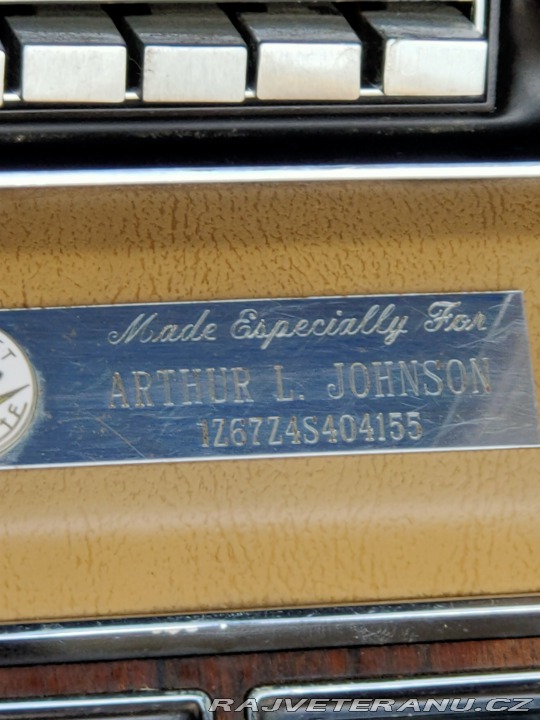 Made Especially For
ARTHUR L. JOHNSON
1Z67Z4S404155
RAJVETERANU.CZ